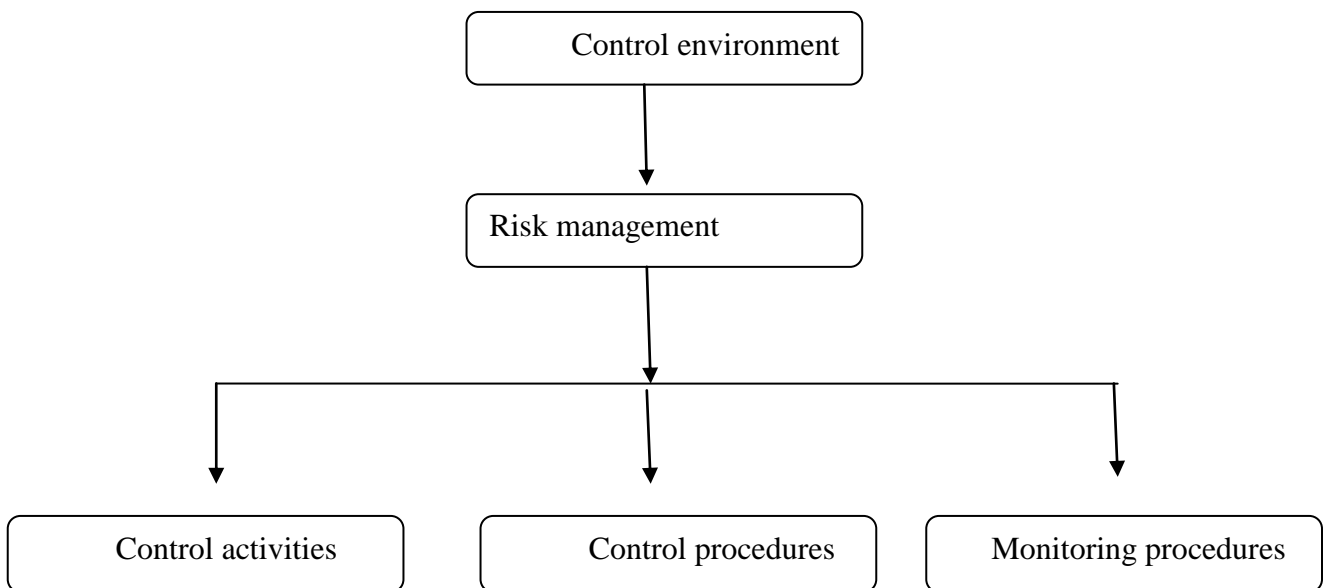 Control environment
Risk management
Control activities
Control procedures
Monitoring procedures